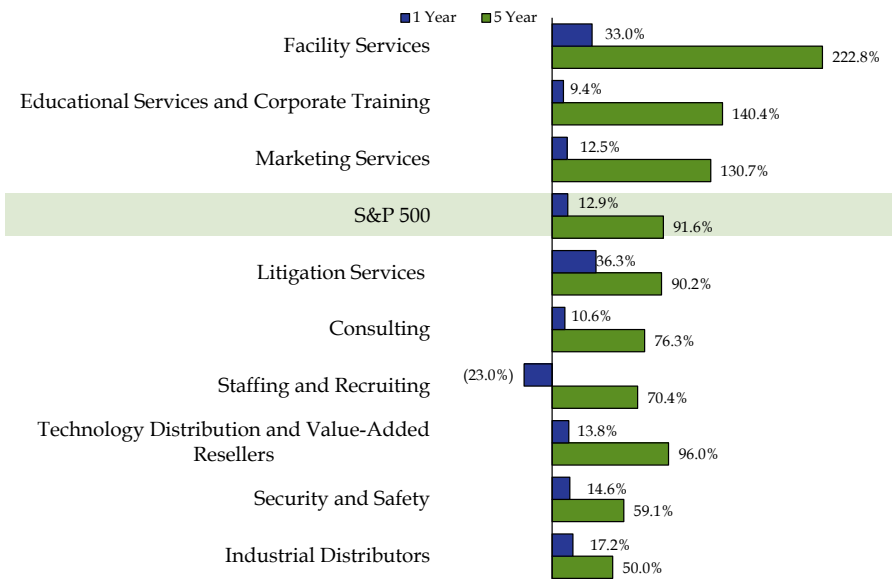 1 Year 5 Year
Facility Services
33.0%
222.8%
Educational Services and Corporate Training
9.4%
140.4%
Marketing Services
12.5%
130.7%
S&P 500
12.9%
91.6%
Litigation Services
36.3%
90.2%
Consulting
10.6%
76.3%
Staffing and Recruiting
(23.0%)
70.4%
Technology Distribution and Value-Added
Resellers
13.8%
96.0%
Security and Safety
14.6%
59.1%
Industrial Distributors
17.2%
50.0%